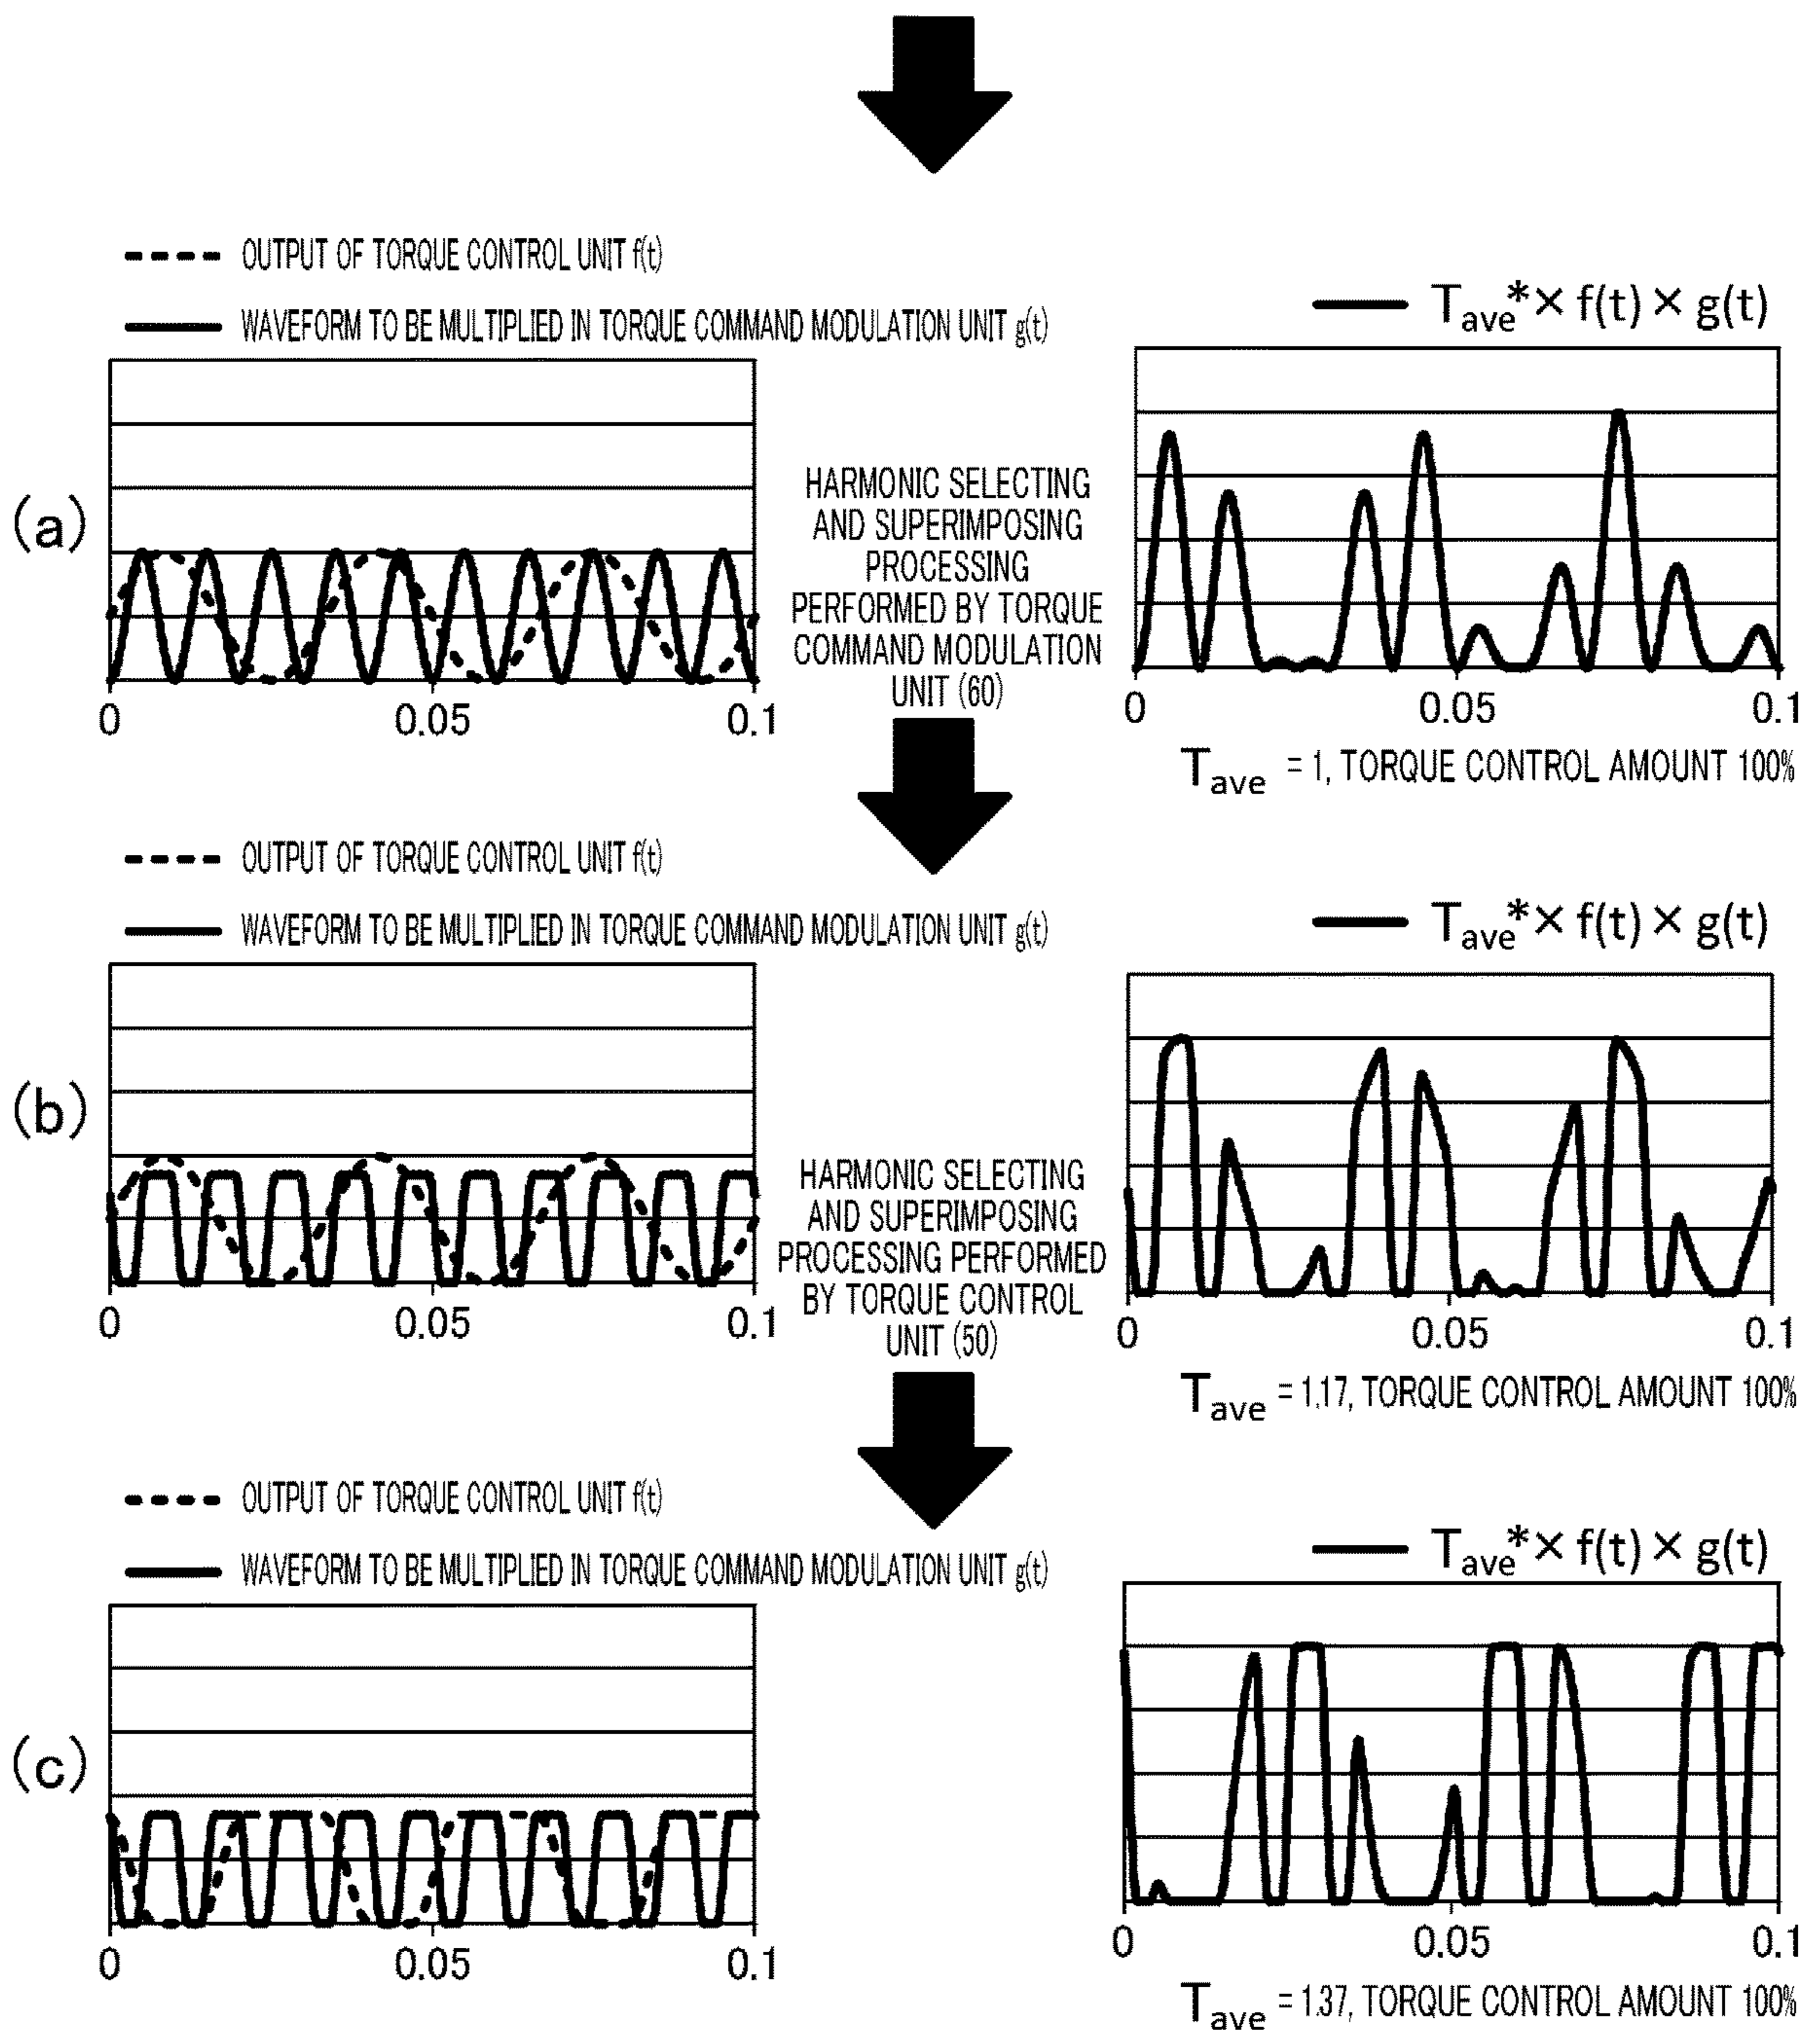 OUTPUT OF TORQUE CONTROL UNIT f(t)
WAVEFORM TO BE MULTIPLIED IN TORQUE COMMAND MODULATION UNIT g(t)
Tave*× f(t) × g(t)
(a)
0
0.05
0.1
HARMONIC SELECTING
AND SUPERIMPOSING
PROCESSING
PERFORMED BY TORQUE
COMMAND MODULATION
UNIT (60)
0
0.05
0.1
Tave = 1, TORQUE CONTROL AMOUNT 100%
OUTPUT OF TORQUE CONTROL UNIT f(t)
WAVEFORM TO BE MULTIPLIED IN TORQUE COMMAND MODULATION UNIT g(t)
Tave*× f(t) × g(t)
(b)
0
0.05
0.1
HARMONIC SELECTING
AND SUPERIMPOSING
PROCESSING PERFORMED
BY TORQUE CONTROL
UNIT (50)
0
0.05
0.1
Tave = 1.17, TORQUE CONTROL AMOUNT 100%
OUTPUT OF TORQUE CONTROL UNIT f(t)
WAVEFORM TO BE MULTIPLIED IN TORQUE COMMAND MODULATION UNIT g(t)
Tave*× f(t) × g(t)
(c)
0
0.05
0.1
0
0.05
0.1
Tave = 1.37, TORQUE CONTROL AMOUNT 100%